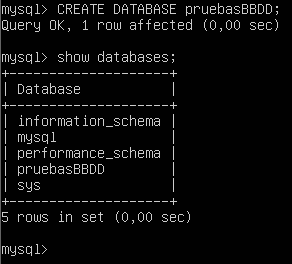 mysql> CREATE DATABASE pruebasBBDD;
Query OK, 1 row affected (0,00 sec)
mysql> show databases;
+--------------------+
| Database           |
+--------------------+
| information_schema |
| mysql              |
| performance_schema |
| pruebasBBDD        |
| sys                |
+--------------------+
5 rows in set (0,00 sec)
mysql>